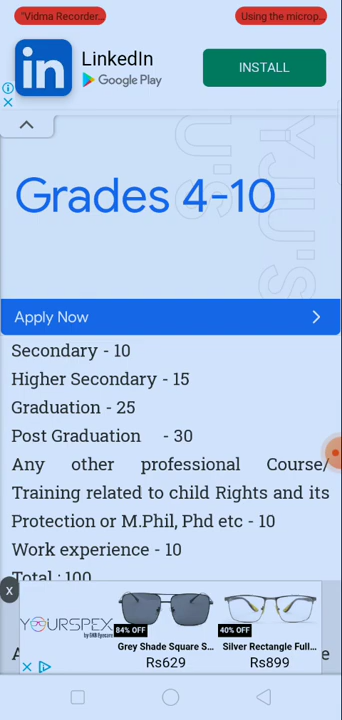 "Vidma Recorder...
Using the microp...
in
LinkedIn
Google Play
INSTALL
Grades 4-10
Apply Now
Secondary - 10
Higher Secondary - 15
Graduation - 25
Post Graduation - 30
Any other professional Course/
Training related to child Rights and its
Protection or M.Phil, Phd etc - 10
Work experience - 10
Total : 100
X
YOURSPEX
84% OFF
40% OFF
Grey Shade Square S...
Silver Rectangle Full...
Rs629
Rs899